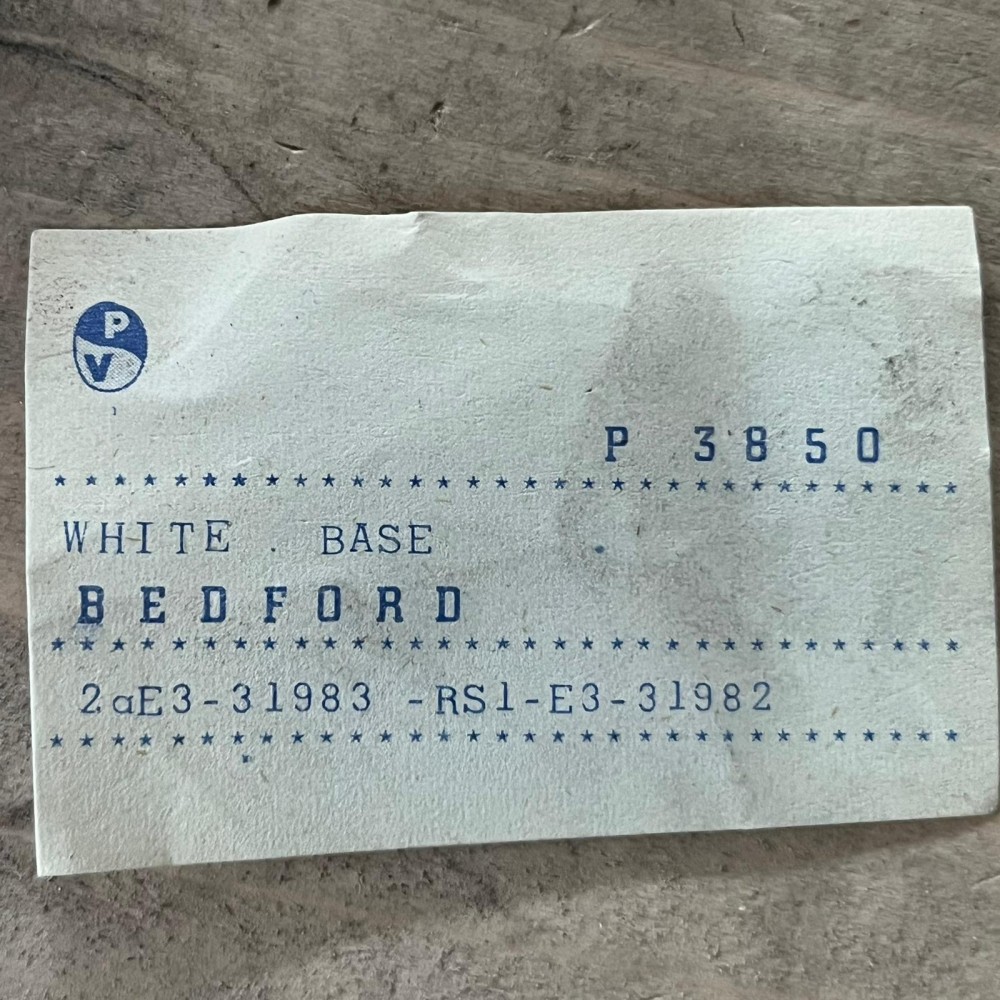 P
V
P 3850
* * * * * * * * * * * * * * * * * * * * * * * * * * * * * * *
WHITE . BASE
BEDFORD
* * * * * * * * * * * * * * * * * * * * * * * * * * * * * * *
2aE3-31983 -RS1-E3-31982
* * * * * * * * * * * * * * * * * * * * * * * * * * * * * * *